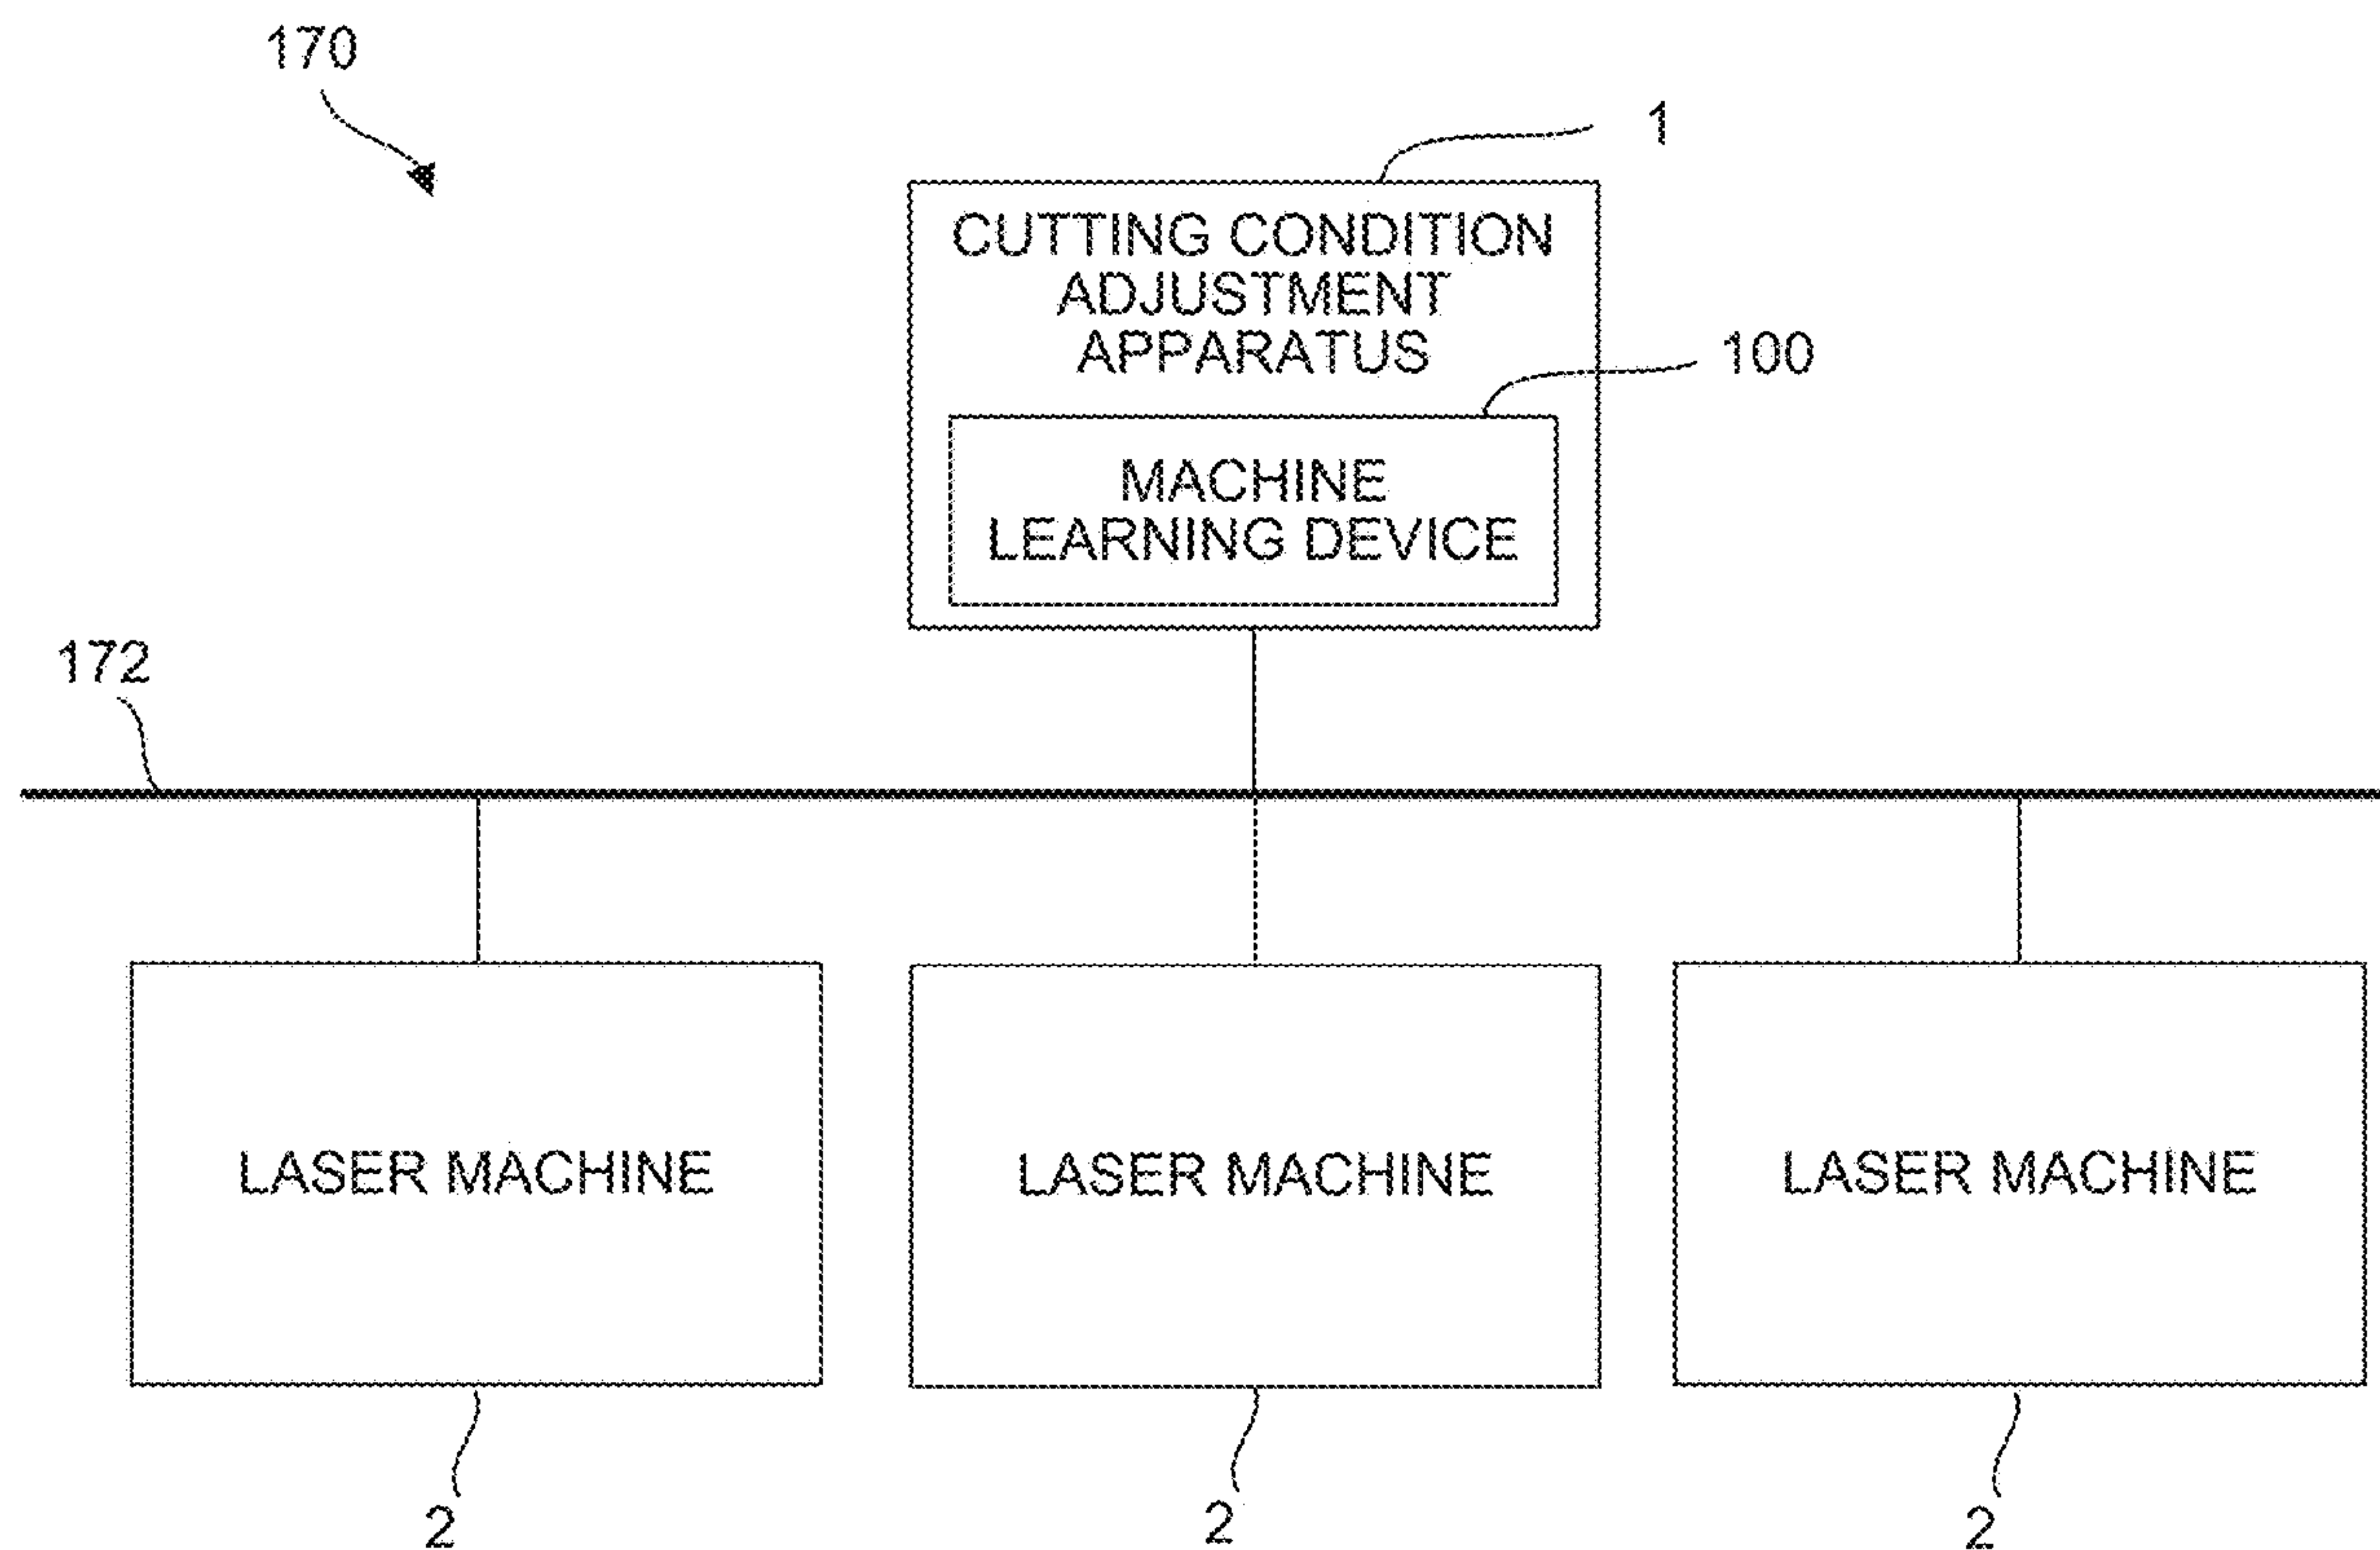 170
1
CUTTING CONDITION
ADJUSTMENT
APPARATUS
100
MACHINE
LEARNING DEVICE
172
LASER MACHINE
LASER MACHINE
LASER MACHINE
2
2
2